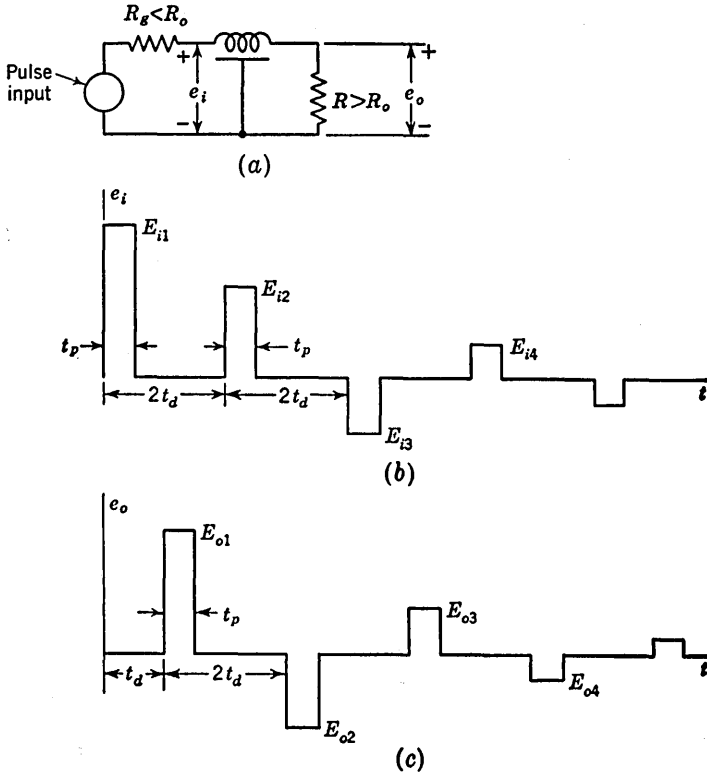 R_g<R_o
Pulse
input
+
e_i
−
R>R_o
+
e_o
−
(a)
e_i
E_i1
E_i2
t_p
t_p
E_i4
2t_d
2t_d
t
E_i3
(b)
e_o
E_o1
t_p
E_o3
t_d
2t_d
t
E_o4
E_o2
(c)